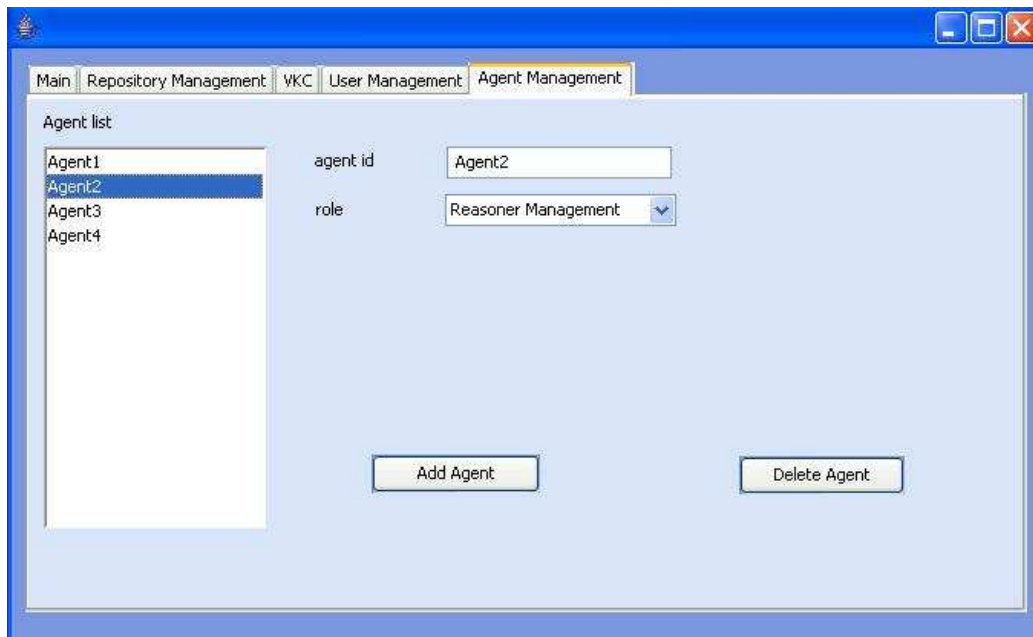 Main Repository Management VKC User Management Agent Management
Agent list
Agent1
Agent2
Agent3
Agent4
agent id Agent2
role Reasoner Management
Add Agent Delete Agent